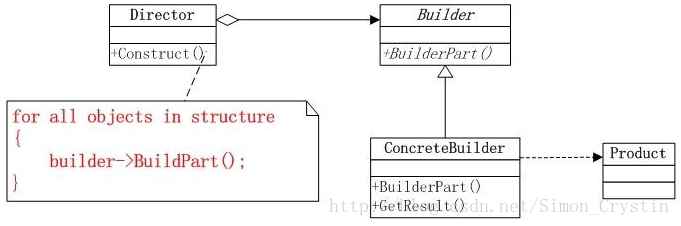 Director
Builder
+Construct()
+BuilderPart()
for all objects in structure
{
builder->BuildPart();
}
ConcreteBuilder
Product
+BuilderPart()
+GetResult()
http://blog.csdn.net/Simon_Crystin